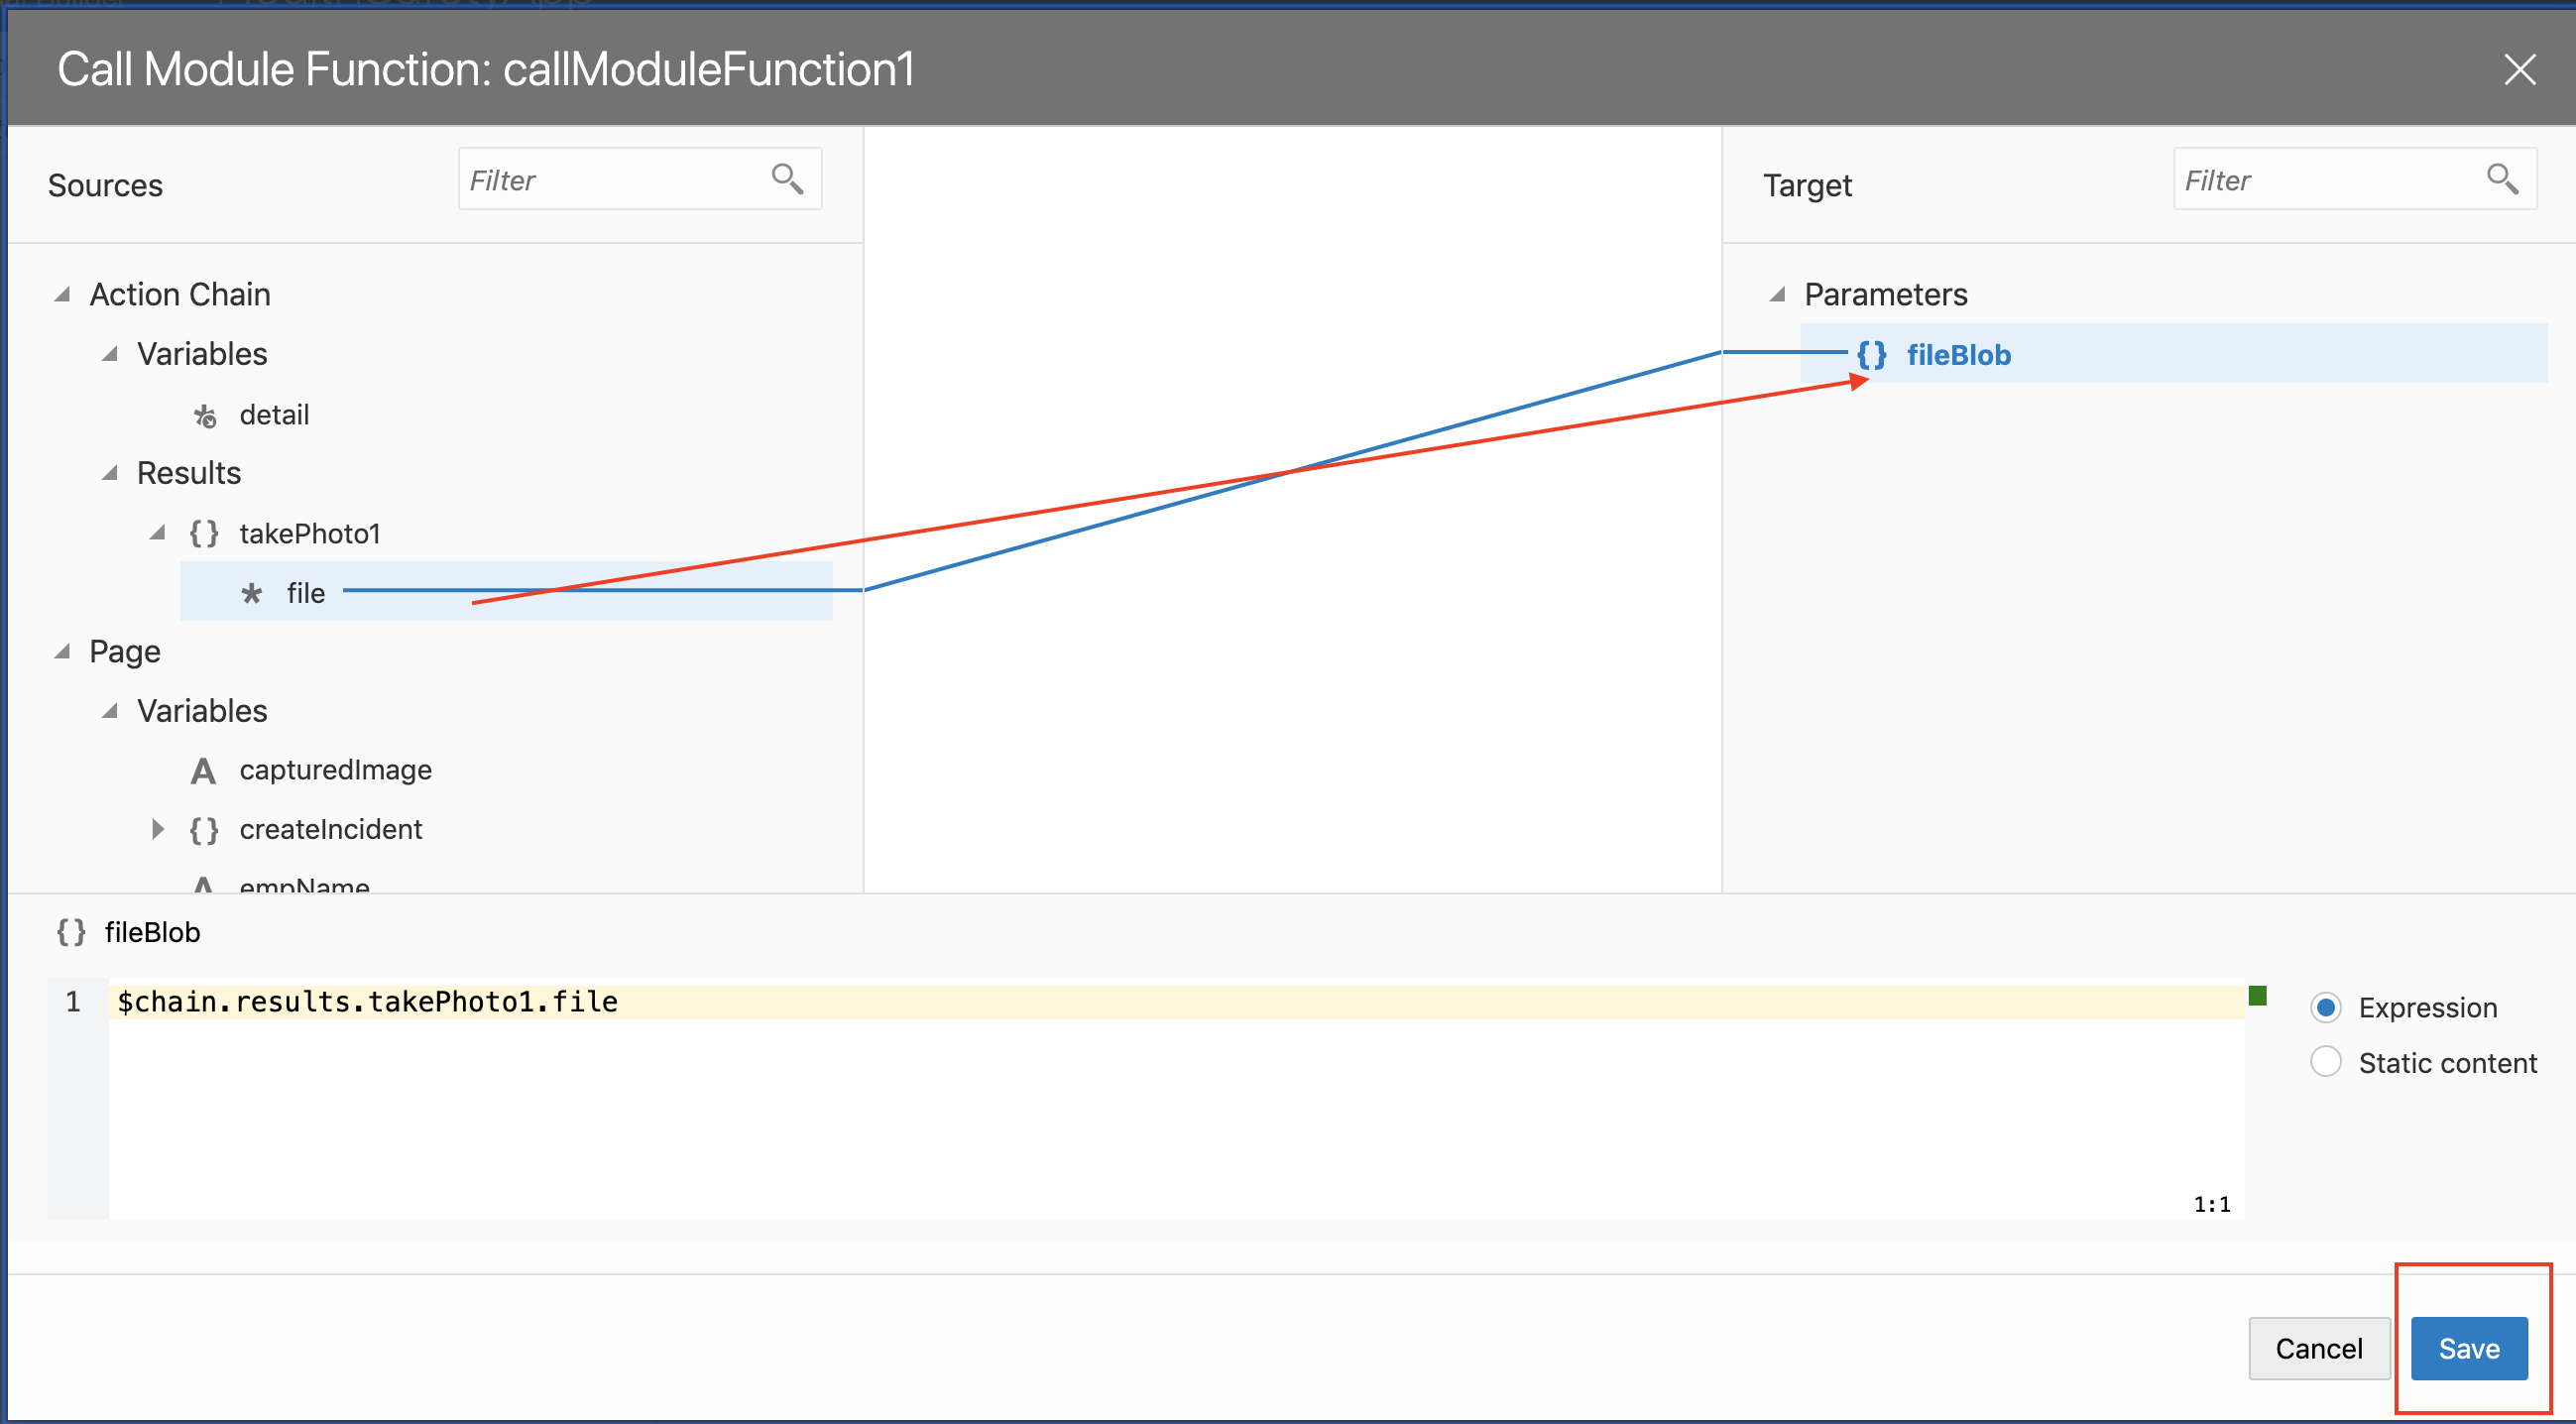 Call Module Function: callModuleFunction1
Sources
Filter
Target
Filter
Action Chain
Variables
detail
Results
takePhoto1
file
Page
Variables
capturedImage
createIncident
empName
Parameters
fileBlob
fileBlob
1
$chain.results.takePhoto1.file
Expression
Static content
1:1
Cancel
Save